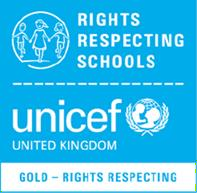 RIGHTS
RESPECTING
SCHOOLS
unicef
UNITED KINGDOM
GOLD – RIGHTS RESPECTING